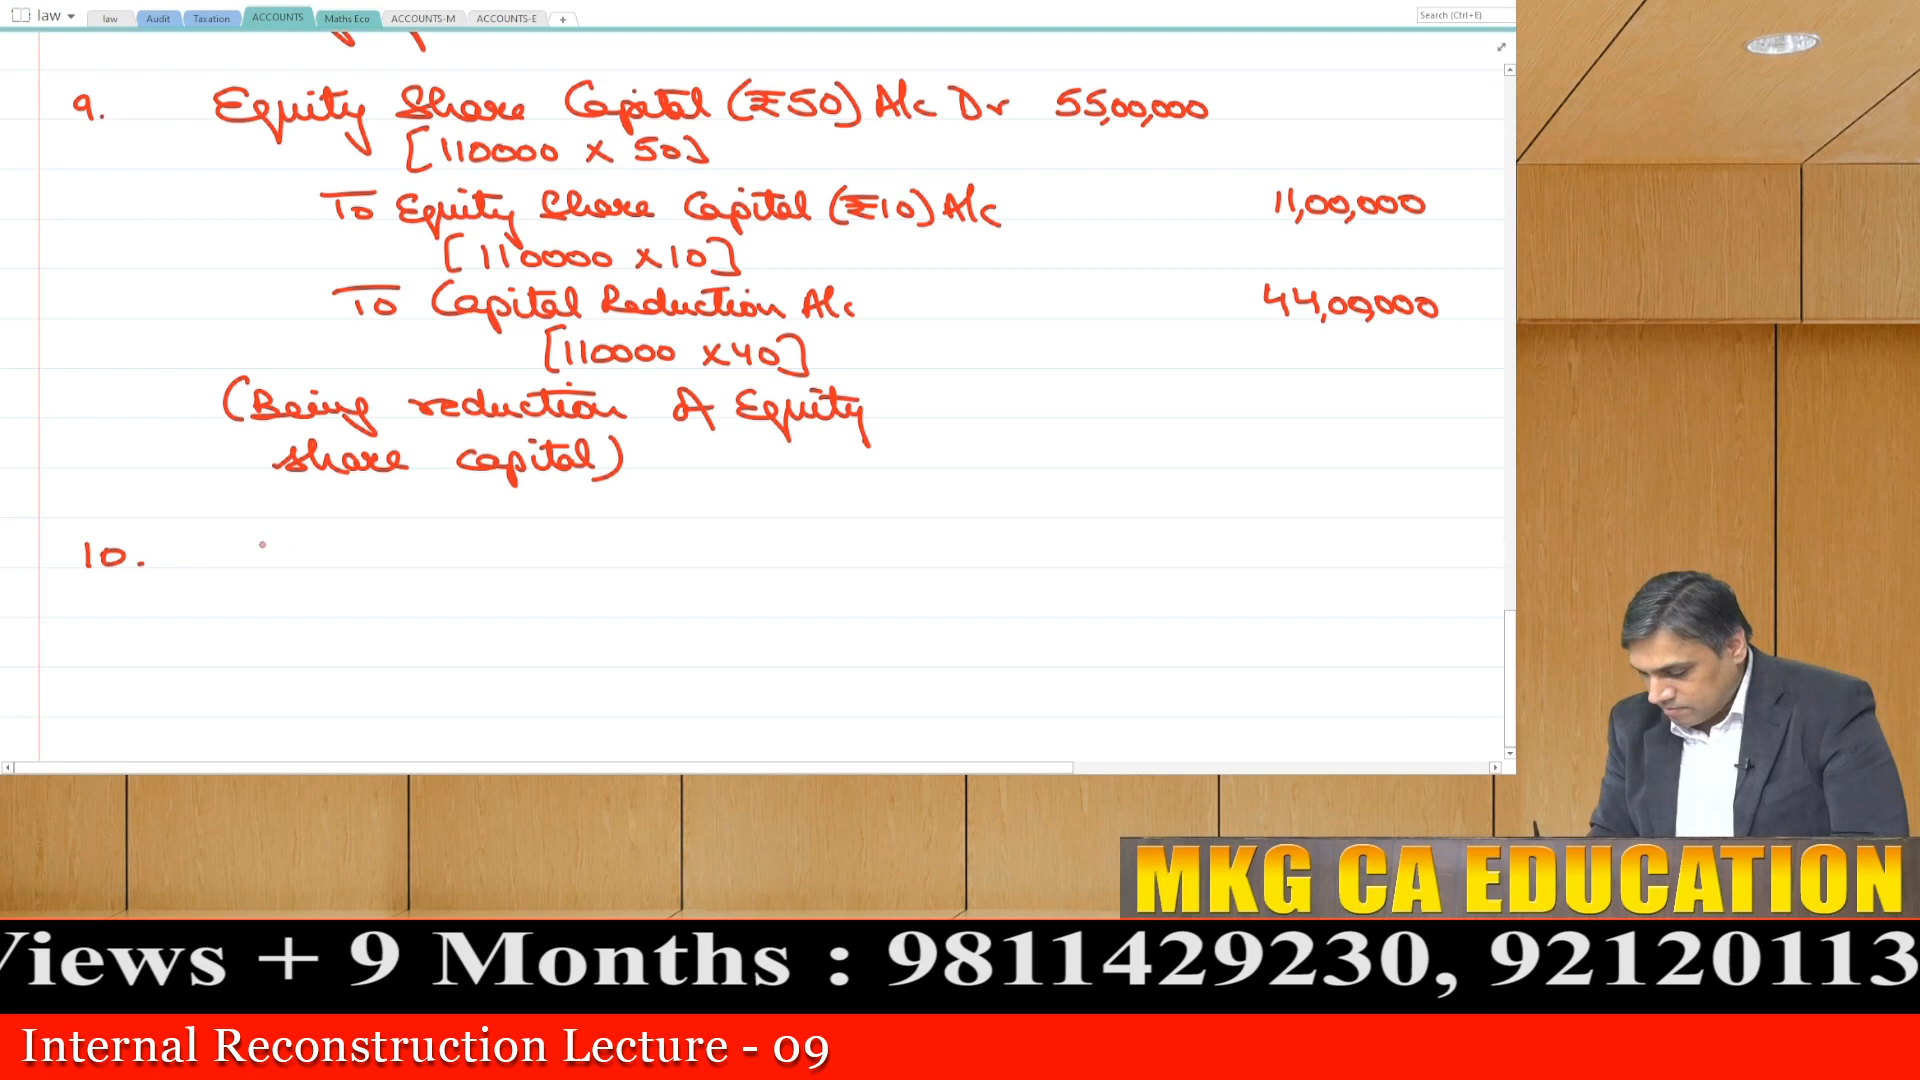 law
law
Audit
Taxation
ACCOUNTS
Maths Eco
ACCOUNTS-M
ACCOUNTS-E
+
Search (Ctrl+E)
9. Equity Share Capital (₹50) A/c Dr 55,00,000
[110000 x 50]
To Equity Share Capital (₹10) A/c 11,00,000
[110000 x 10]
To Capital Reduction A/c 44,00,000
[110000 x 40]
(Being reduction of Equity
share capital)
10.
MKG CA EDUCATION
Views + 9 Months : 9811429230, 92120113
Internal Reconstruction Lecture - 09